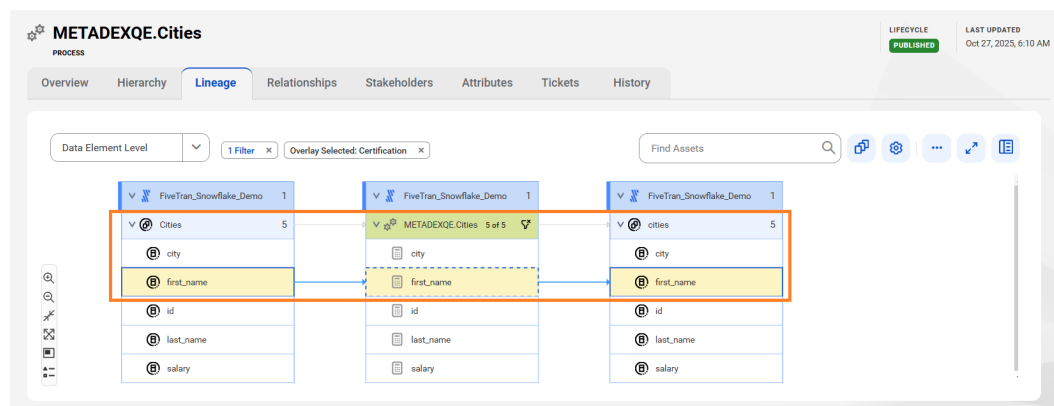 METADEXQE.Cities
PROCESS
LIFECYCLE
PUBLISHED
LAST UPDATED
Oct 27, 2025, 6:10 AM
Overview Hierarchy Lineage Relationships Stakeholders Attributes Tickets History
Data Element Level
1 Filter ×
Overlay Selected: Certification ×
Find Assets
FiveTran_Snowflake_Demo 1
FiveTran_Snowflake_Demo 1
FiveTran_Snowflake_Demo 1
Cities 5
METADEXQE.Cities 5 of 5
cities 5
city
city
city
first_name
first_name
first_name
id
id
id
last_name
last_name
last_name
salary
salary
salary